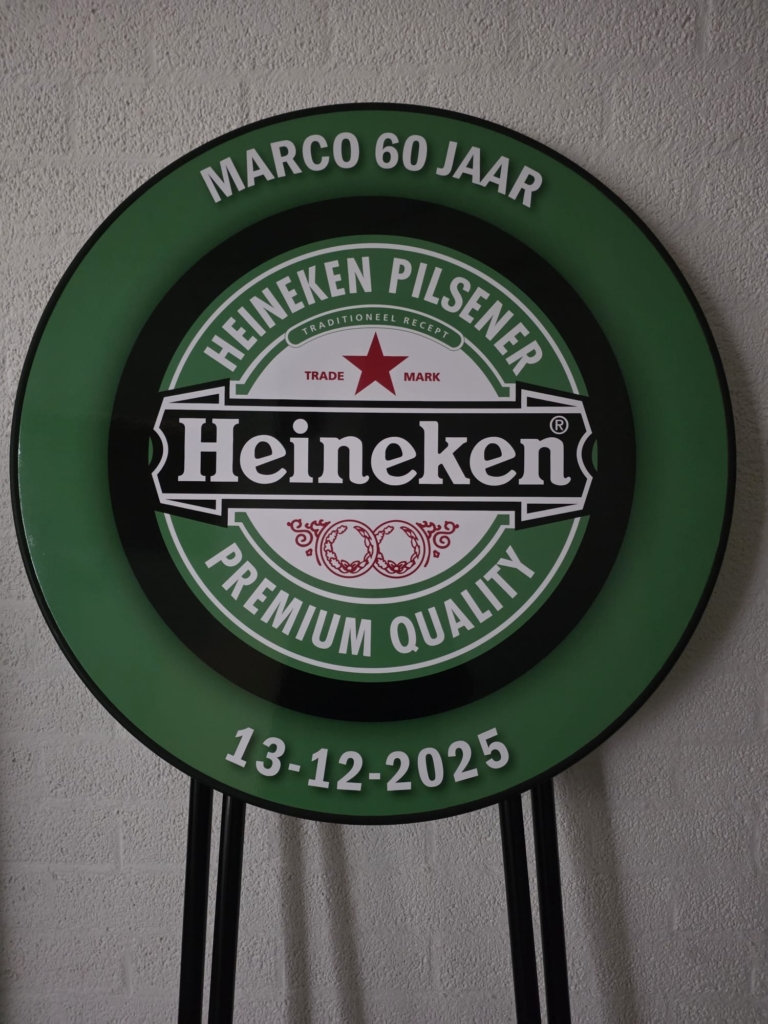 MARCO 60 JAAR
HEINEKEN PILSENER
TRADITIONEEL RECEPT
TRADE MARK
Heineken®
PREMIUM QUALITY
13-12-2025